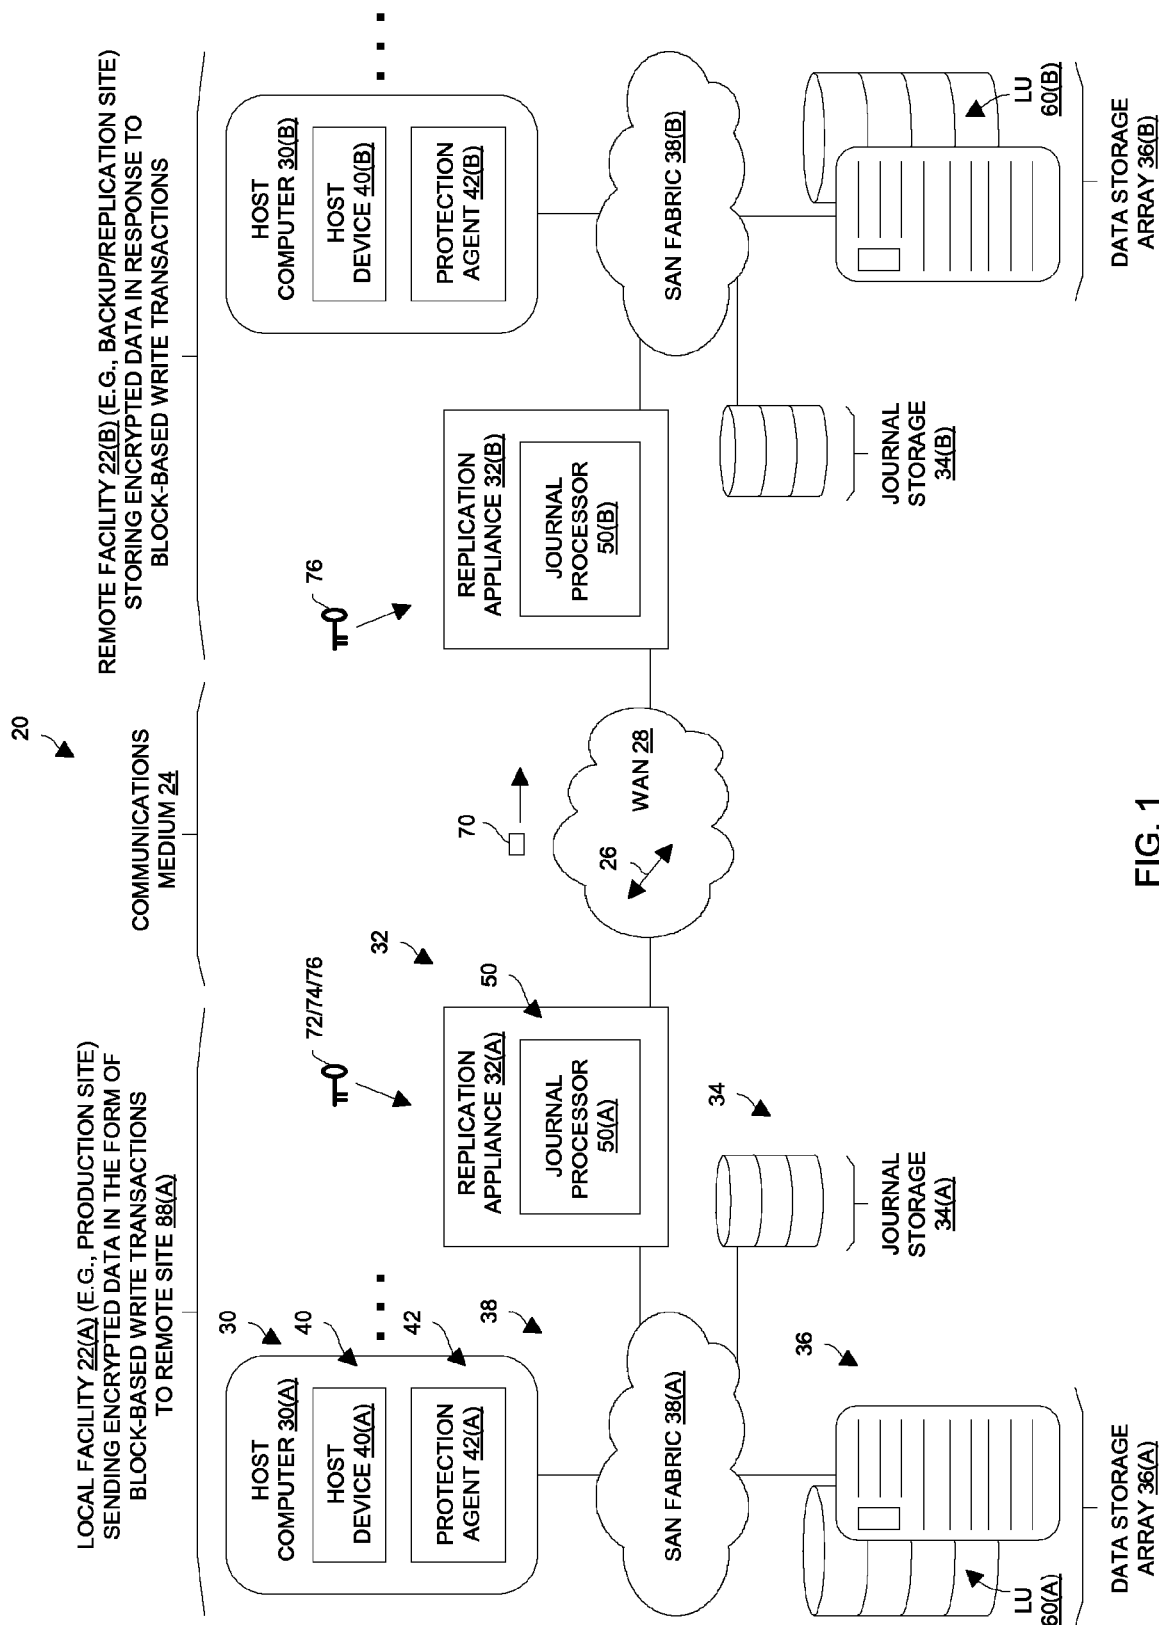 20
LOCAL FACILITY 22(A) (E.G., PRODUCTION SITE)
SENDING ENCRYPTED DATA IN THE FORM OF
BLOCK-BASED WRITE TRANSACTIONS
TO REMOTE SITE 88(A)
COMMUNICATIONS
MEDIUM 24
REMOTE FACILITY 22(B) (E.G., BACKUP/REPLICATION SITE)
STORING ENCRYPTED DATA IN RESPONSE TO
BLOCK-BASED WRITE TRANSACTIONS
30
HOST
COMPUTER 30(A)
40
HOST
DEVICE 40(A)
42
PROTECTION
AGENT 42(A)
72/74/76
32
REPLICATION
APPLIANCE 32(A)
50
JOURNAL
PROCESSOR
50(A)
70
26
WAN 28
76
REPLICATION
APPLIANCE 32(B)
JOURNAL
PROCESSOR
50(B)
HOST
COMPUTER 30(B)
HOST
DEVICE 40(B)
PROTECTION
AGENT 42(B)
38
SAN FABRIC 38(A)
34
JOURNAL
STORAGE
34(A)
36
LU
60(A)
DATA STORAGE
ARRAY 36(A)
SAN FABRIC 38(B)
JOURNAL
STORAGE
34(B)
LU
60(B)
DATA STORAGE
ARRAY 36(B)
FIG. 1